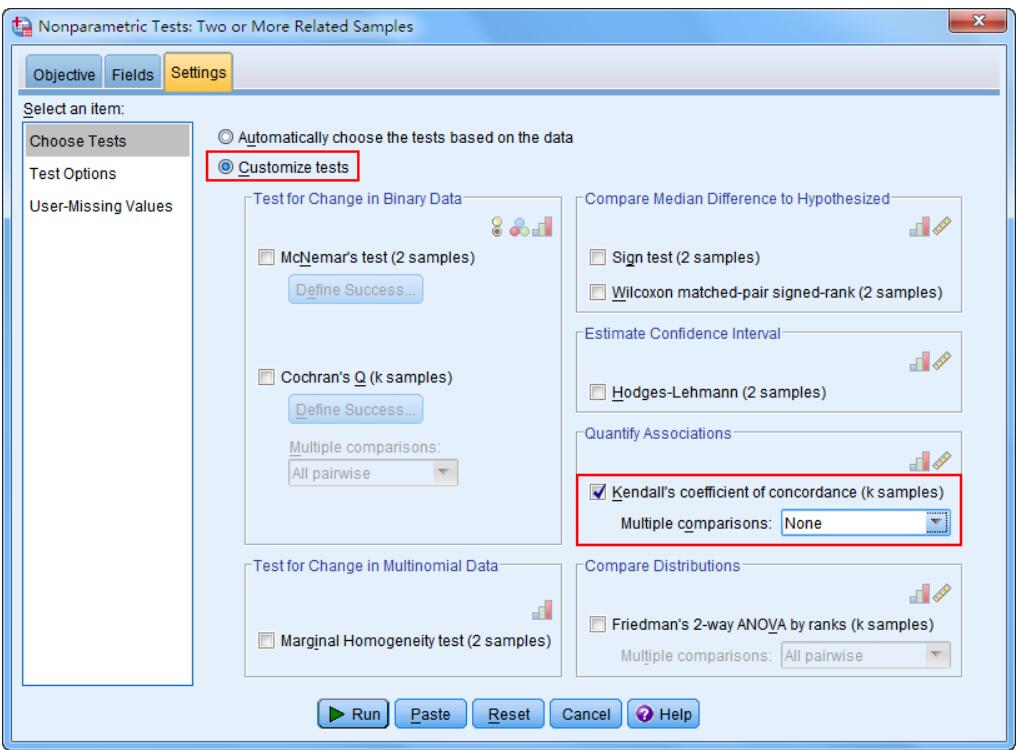 Nonparametric Tests: Two or More Related Samples
Objective Fields Settings
Select an item:
Choose Tests
Test Options
User-Missing Values
Automatically choose the tests based on the data
Customize tests
Test for Change in Binary Data
McNemar's test (2 samples)
Define Success...
Cochran's Q (k samples)
Define Success...
Multiple comparisons:
All pairwise
Test for Change in Multinomial Data
Marginal Homogeneity test (2 samples)
Compare Median Difference to Hypothesized
Sign test (2 samples)
Wilcoxon matched-pair signed-rank (2 samples)
Estimate Confidence Interval
Hodges-Lehmann (2 samples)
Quantify Associations
Kendall's coefficient of concordance (k samples)
Multiple comparisons: None
Compare Distributions
Friedman's 2-way ANOVA by ranks (k samples)
Multiple comparisons: All pairwise
Run Paste Reset Cancel Help